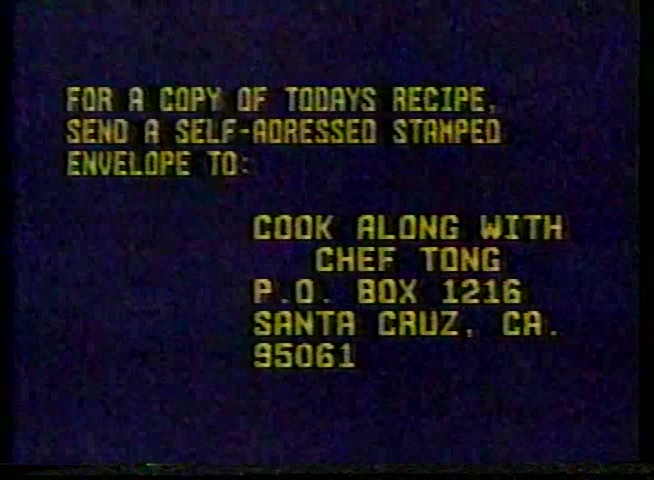 FOR A COPY OF TODAYS RECIPE,
SEND A SELF-ADRESSED STAMPED
ENVELOPE TO:
COOK ALONG WITH
CHEF TONG
P.O. BOX 1216
SANTA CRUZ, CA.
95061